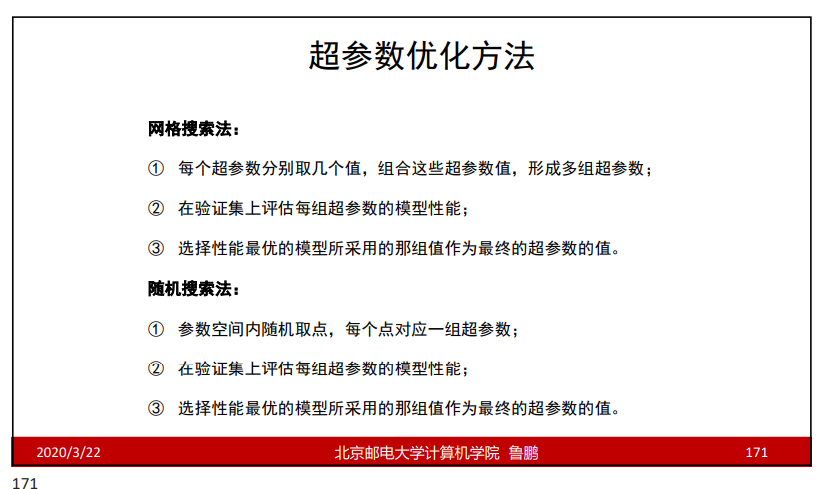 超参数优化方法
网格搜索法：
① 每个超参数分别取几个值，组合这些超参数值，形成多组超参数；
② 在验证集上评估每组超参数的模型性能；
③ 选择性能最优的模型所采用的那组值作为最终的超参数的值。
随机搜索法：
① 参数空间内随机取点，每个点对应一组超参数；
② 在验证集上评估每组超参数的模型性能；
③ 选择性能最优的模型所采用的那组值作为最终的超参数的值。
2020/3/22 北京邮电大学计算机学院 鲁鹏 171
171